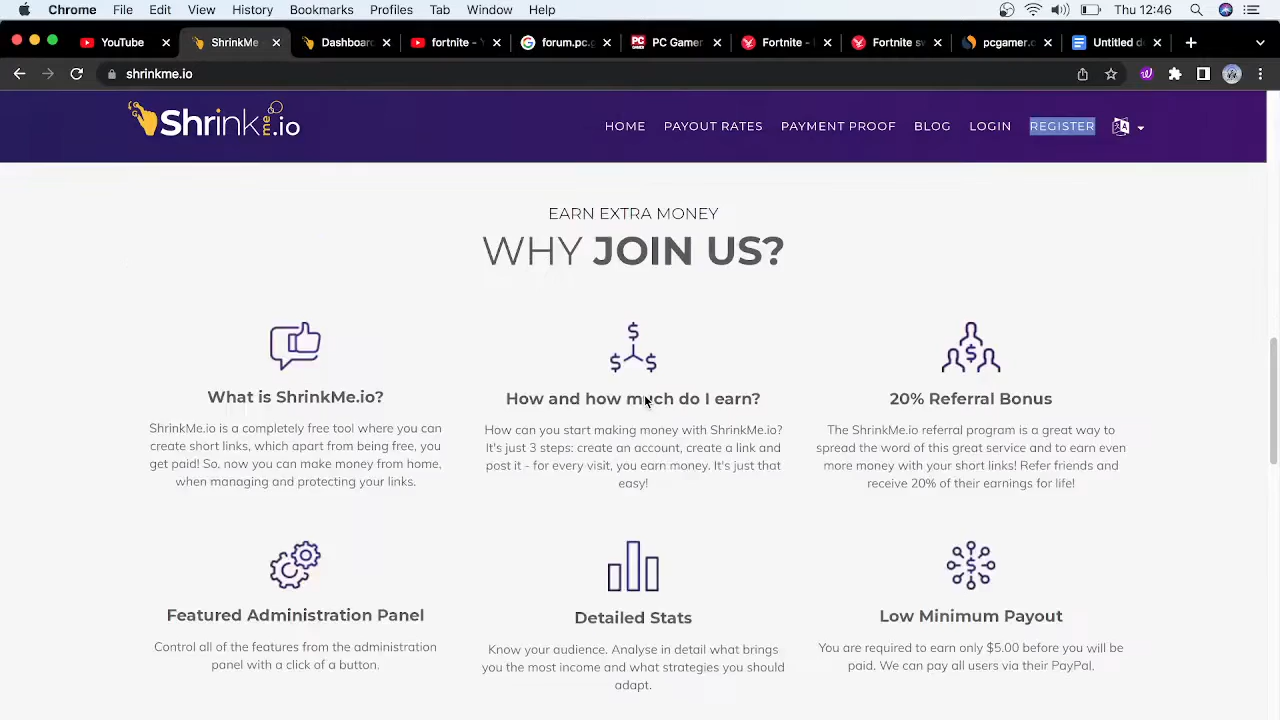 Chrome File Edit View History Bookmarks Profiles Tab Window Help Thu 12:46
YouTube ShrinkMe Dashboard fortnite - Y forum.pc.g PC Gamer Fortnite - Fortnite sv pcgamer.c Untitled d
shrinkme.io
Shrinkme.io
HOME PAYOUT RATES PAYMENT PROOF BLOG LOGIN REGISTER
EARN EXTRA MONEY
WHY JOIN US?
What is ShrinkMe.io?
ShrinkMe.io is a completely free tool where you can
create short links, which apart from being free, you
get paid! So, now you can make money from home,
when managing and protecting your links.
How and how much do I earn?
How can you start making money with ShrinkMe.io?
It's just 3 steps: create an account, create a link and
post it - for every visit, you earn money. It's just that
easy!
20% Referral Bonus
The ShrinkMe.io referral program is a great way to
spread the word of this great service and to earn even
more money with your short links! Refer friends and
receive 20% of their earnings for life!
Featured Administration Panel
Control all of the features from the administration
panel with a click of a button.
Detailed Stats
Know your audience. Analyse in detail what brings
you the most income and what strategies you should
adapt.
Low Minimum Payout
You are required to earn only $5.00 before you will be
paid. We can pay all users via their PayPal.